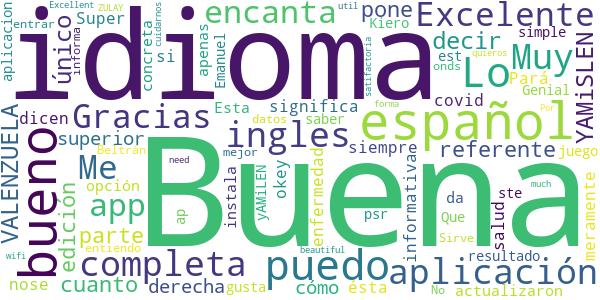 Excellent ZULAY util encanta pone Excelente
entrar Super cuidarnos Kiero
aplicacion informa único concreta si apenas Emanuel decir Muy simple
idioma Lo est onds quieros Pará Genial
Esta significa covid
dicen Gracias datos saber español YAMiSLEN
VALENZUELA bueno superior ingles Por
Me Beltrán need mejor siempre referente juego
edición opción app instala yAMiLEN okey enfermedad informativa da ste salud meramente
parte ap Buena psr Que
completa puedo aplicación Sirve much
cuanto entiendo gusta cómo ésta resultado
nose derecha No actualizaron
wifi beautiful satisfactoria forma